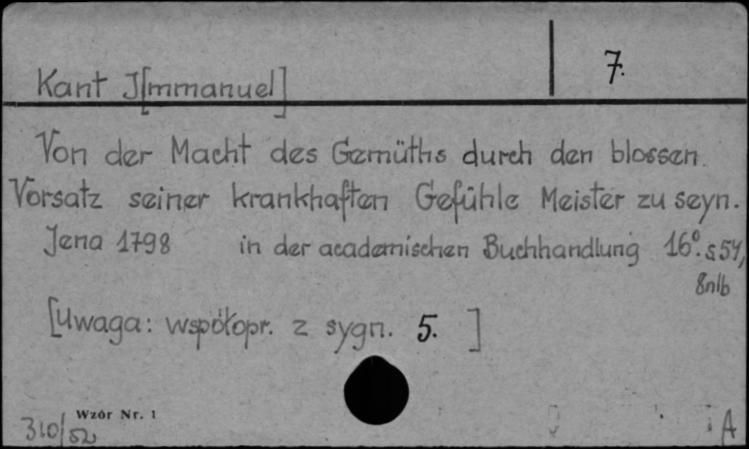 Kant J[mmanuel]
7.
Von der Macht des Gemüths durch den blossen
Vorsatz seiner krankhaften Gefühle Meister zu seyn.
Jena 1798 in der academischen Buchhandlung 16°. s 54,
8nlb
[Uwaga: współopr. z sygn. 5. ]
Wzór Nr. 1
310/52
A